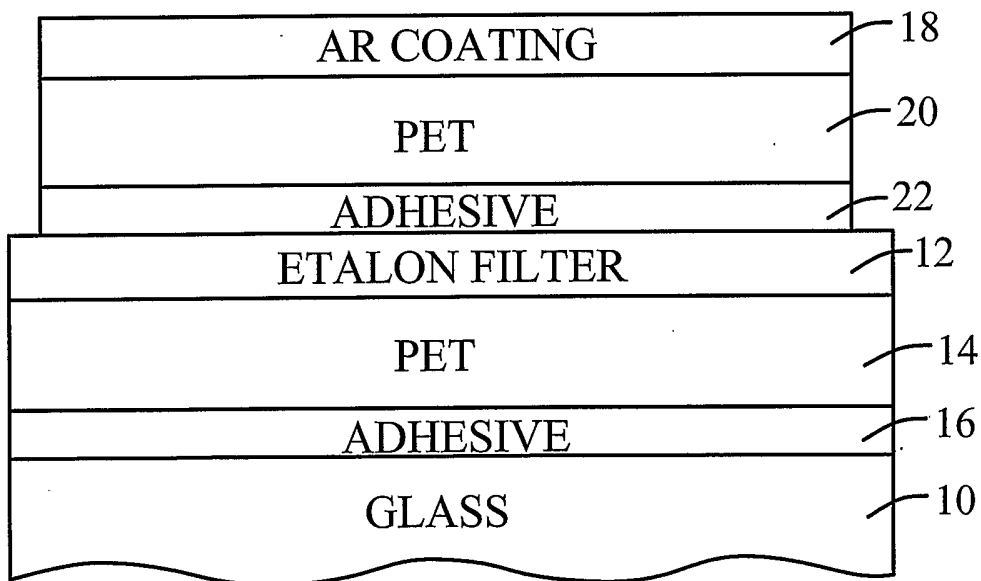 AR COATING 18
PET 20
ADHESIVE 22
ETALON FILTER 12
PET 14
ADHESIVE 16
GLASS 10